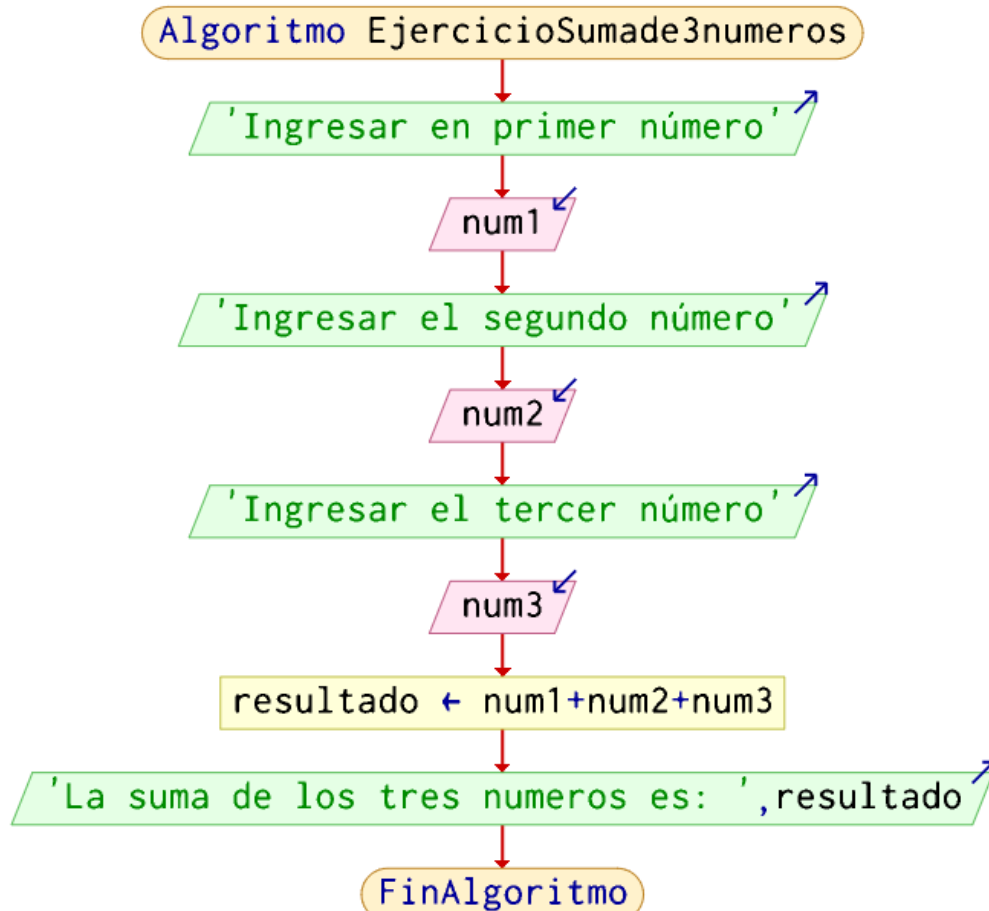 Algoritmo EjercicioSumade3numeros
'Ingresar en primer número'
num1
'Ingresar el segundo número'
num2
'Ingresar el tercer número'
num3
resultado ← num1+num2+num3
'La suma de los tres numeros es: ',resultado
FinAlgoritmo